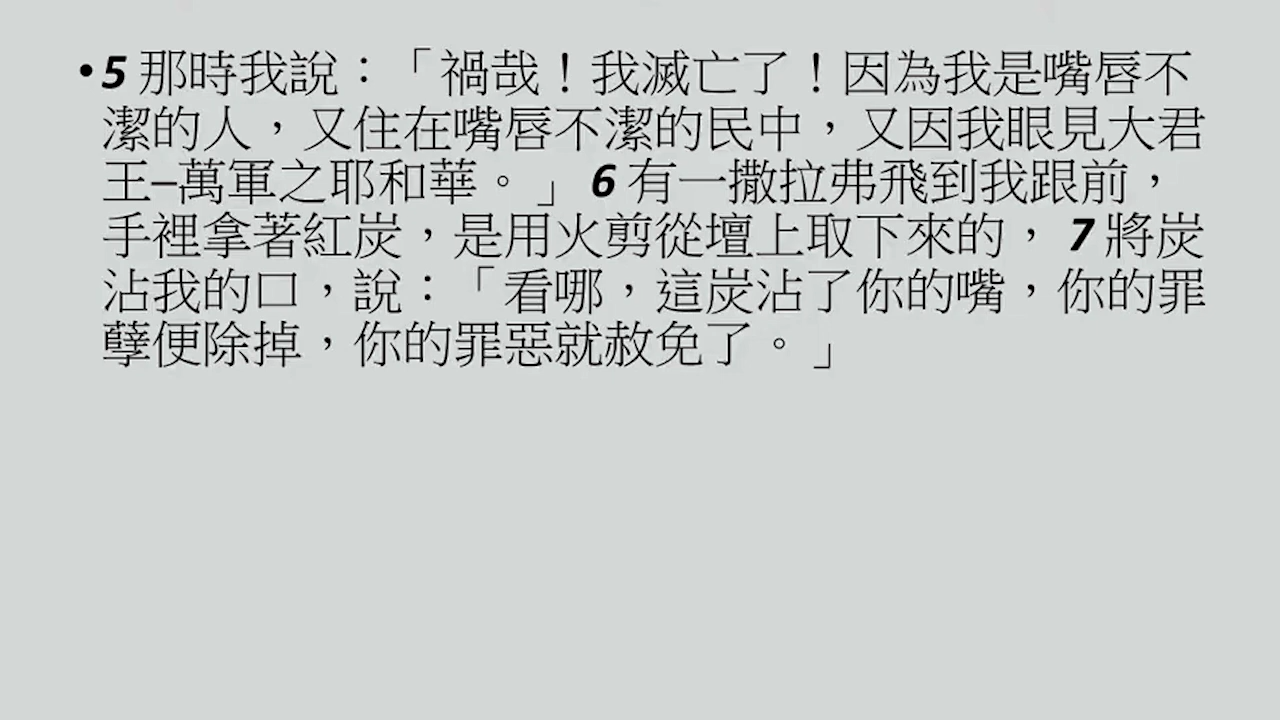 •5 那時我說：「禍哉！我滅亡了！因為我是嘴唇不
潔的人，又住在嘴唇不潔的民中，又因我眼見大君
王–萬軍之耶和華。」 6 有一撒拉弗飛到我跟前，
手裡拿著紅炭，是用火剪從壇上取下來的， 7 將炭
沾我的口，說：「看哪，這炭沾了你的嘴，你的罪
孽便除掉，你的罪惡就赦免了。」